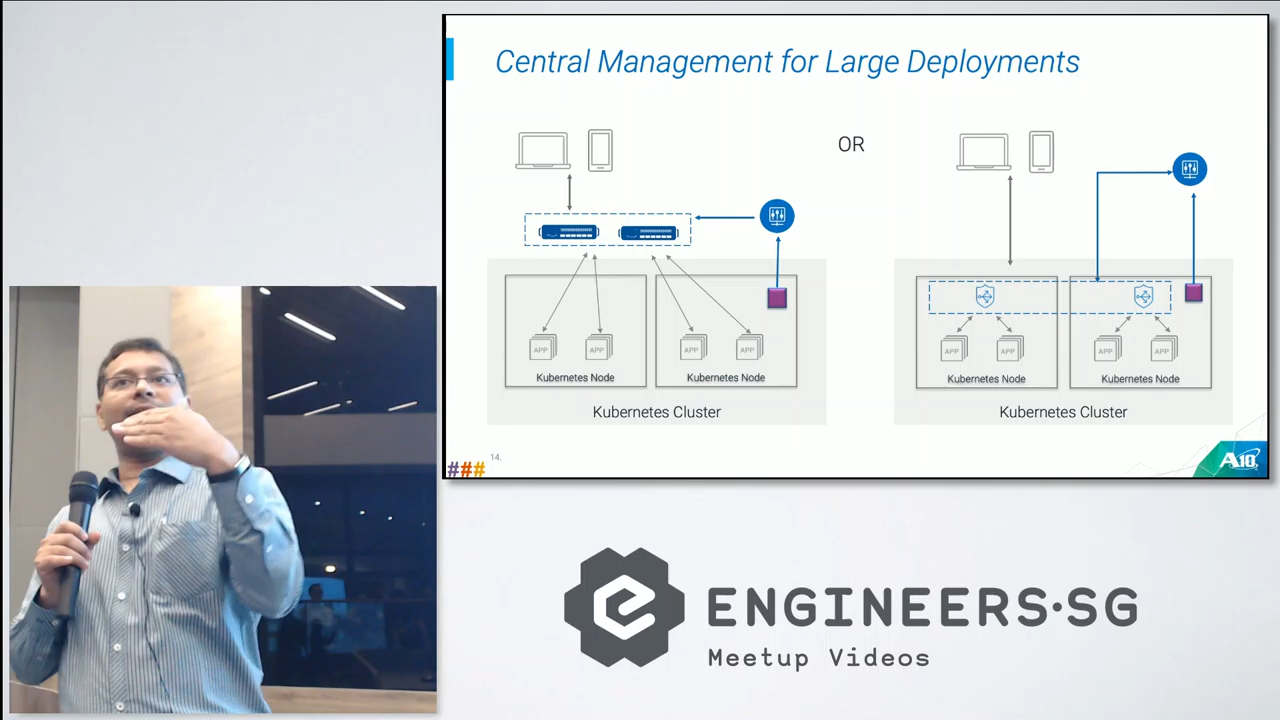 Central Management for Large Deployments
OR
APP
APP
APP
APP
Kubernetes Node
Kubernetes Node
Kubernetes Cluster
APP
APP
APP
APP
Kubernetes Node
Kubernetes Node
Kubernetes Cluster
14.
###
A10
ENGINEERS·SG
Meetup Videos